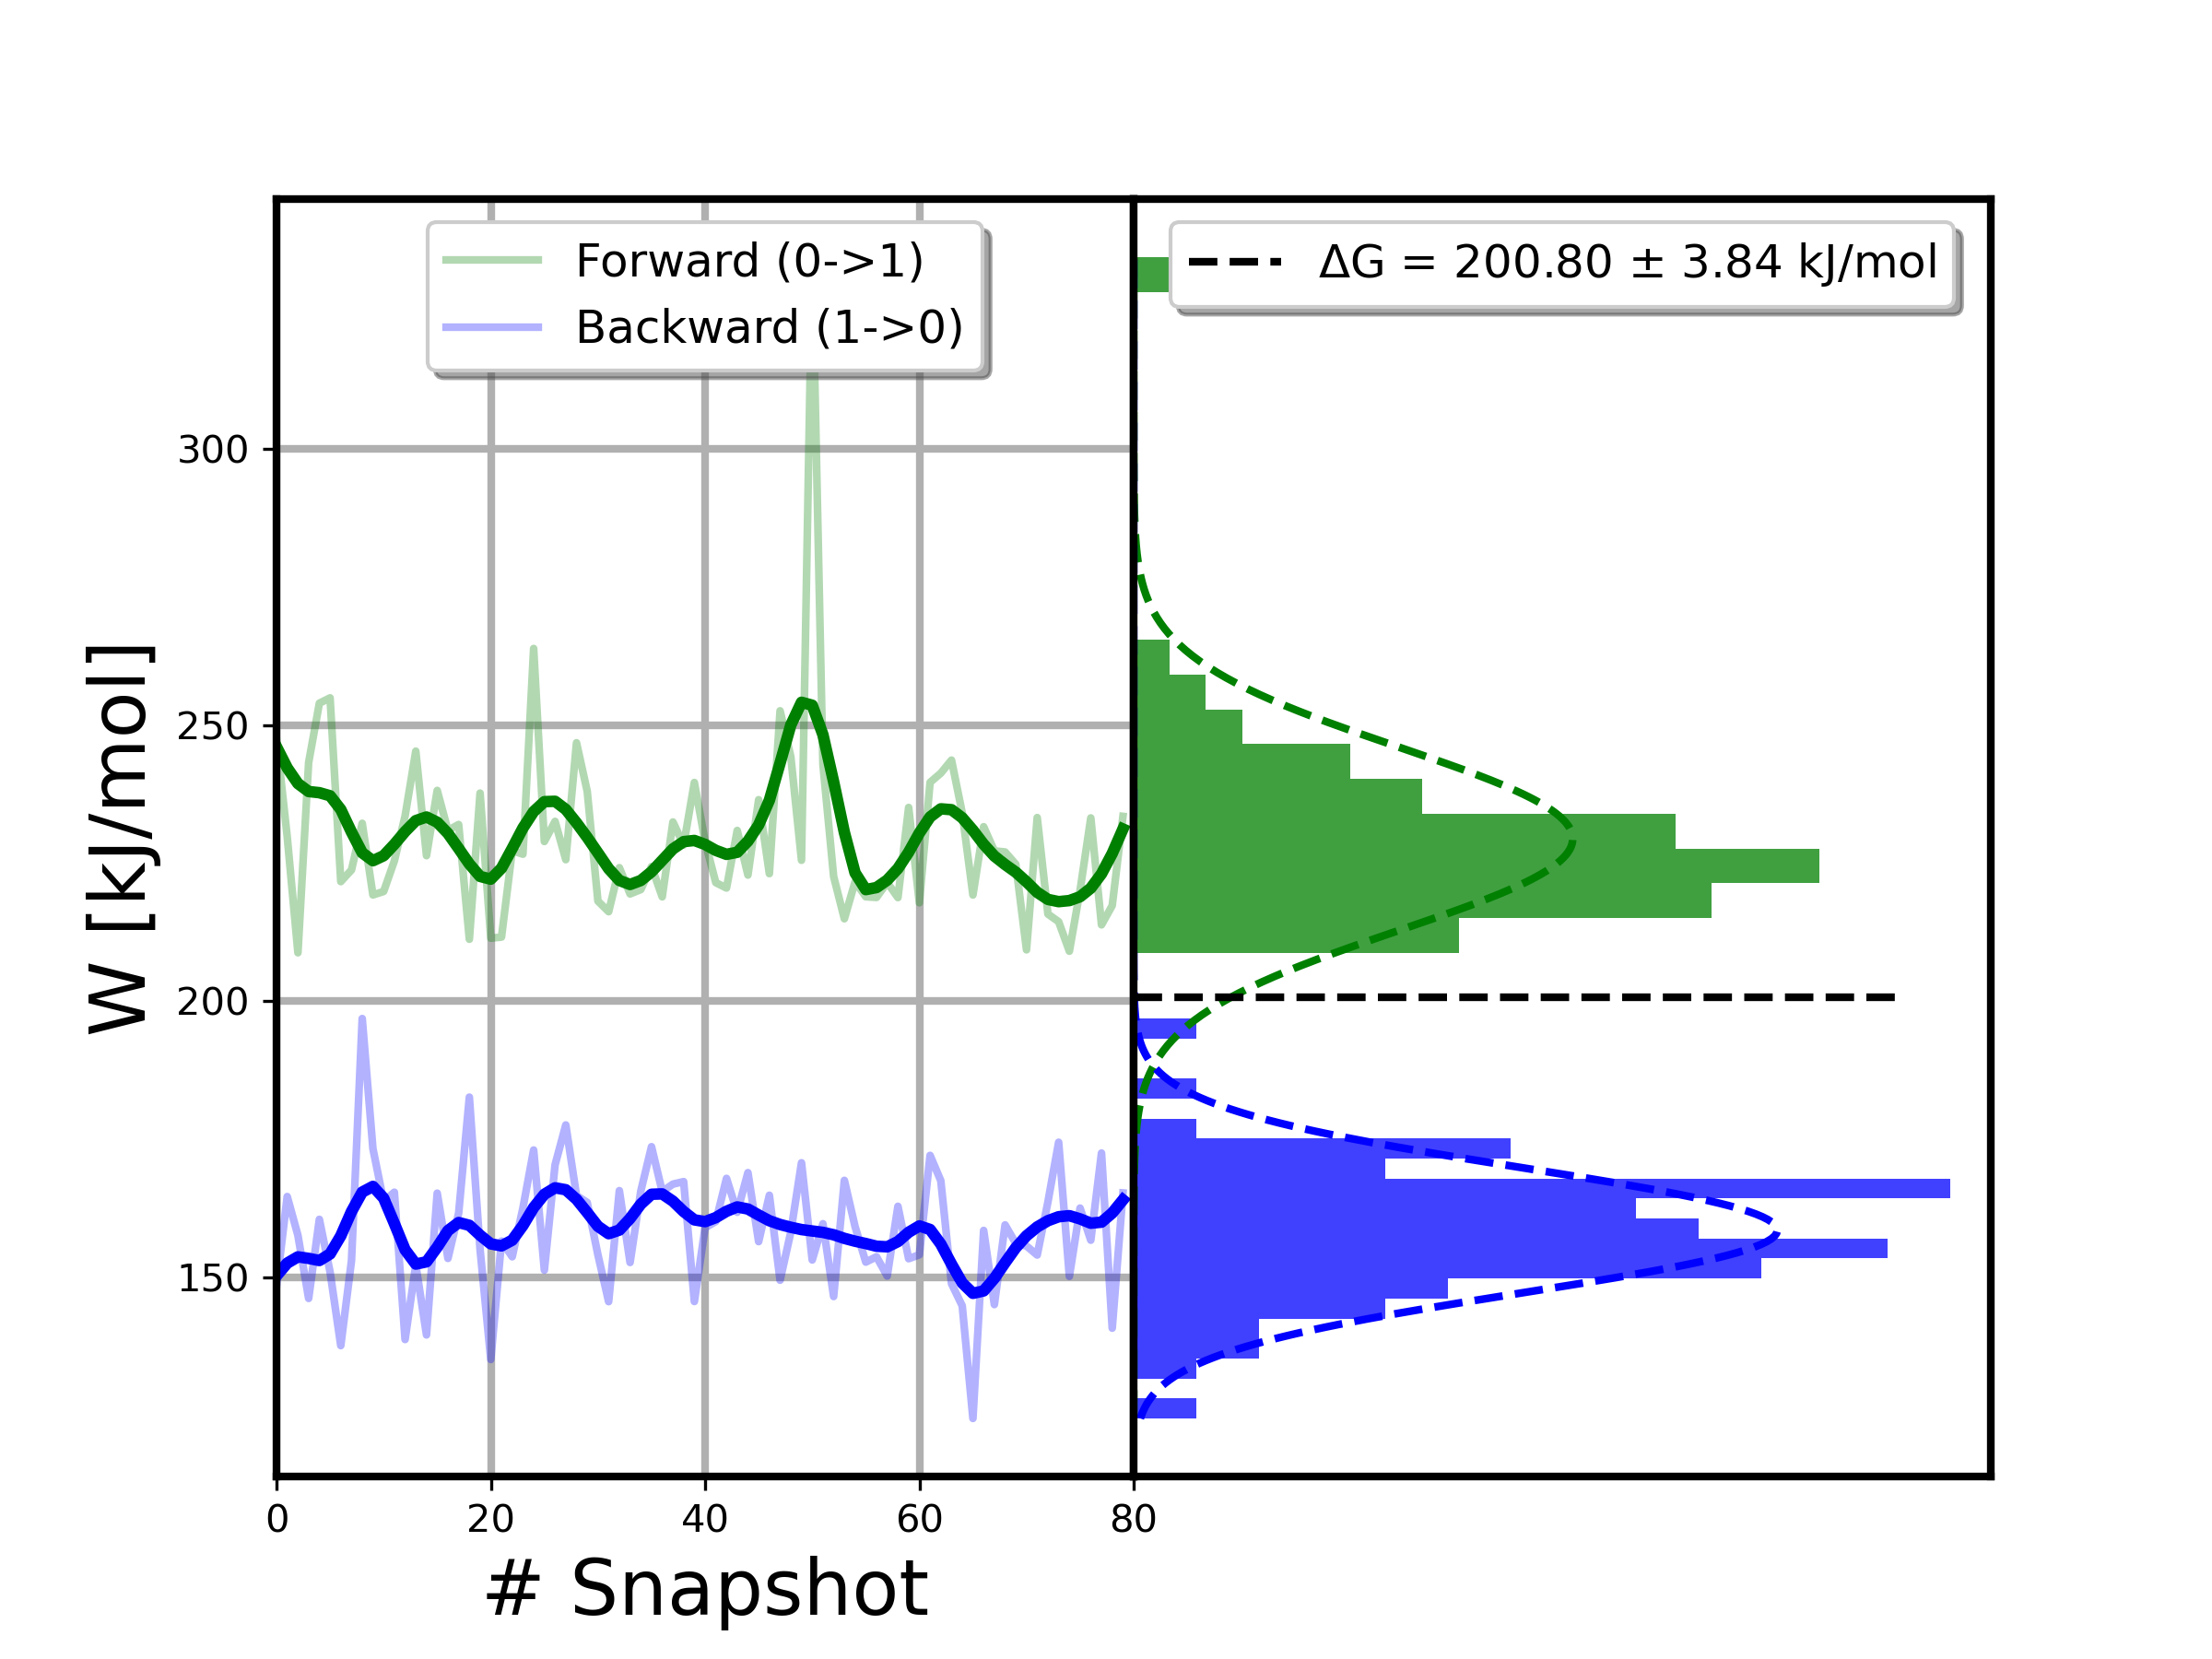 Forward (0->1)
Backward (1->0)
ΔG = 200.80 ± 3.84 kJ/mol
300
250
200
150
W [kJ/mol]
0 20 40 60 80
# Snapshot